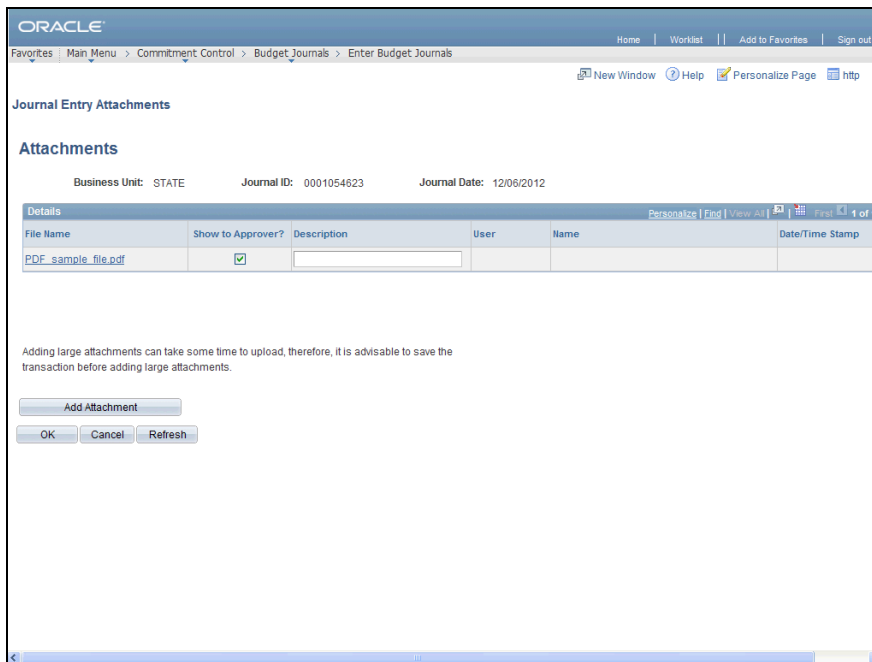 ORACLE
Home | Worklist || Add to Favorites | Sign out
Favorites Main Menu > Commitment Control > Budget Journals > Enter Budget Journals
New Window Help Personalize Page http
Journal Entry Attachments
Attachments
Business Unit: STATE Journal ID: 0001054623 Journal Date: 12/06/2012
Details Personalize | Find | View All | | First 1 of
File Name Show to Approver? Description User Name Date/Time Stamp
PDF_sample_file.pdf
Adding large attachments can take some time to upload, therefore, it is advisable to save the
transaction before adding large attachments.
Add Attachment
OK Cancel Refresh